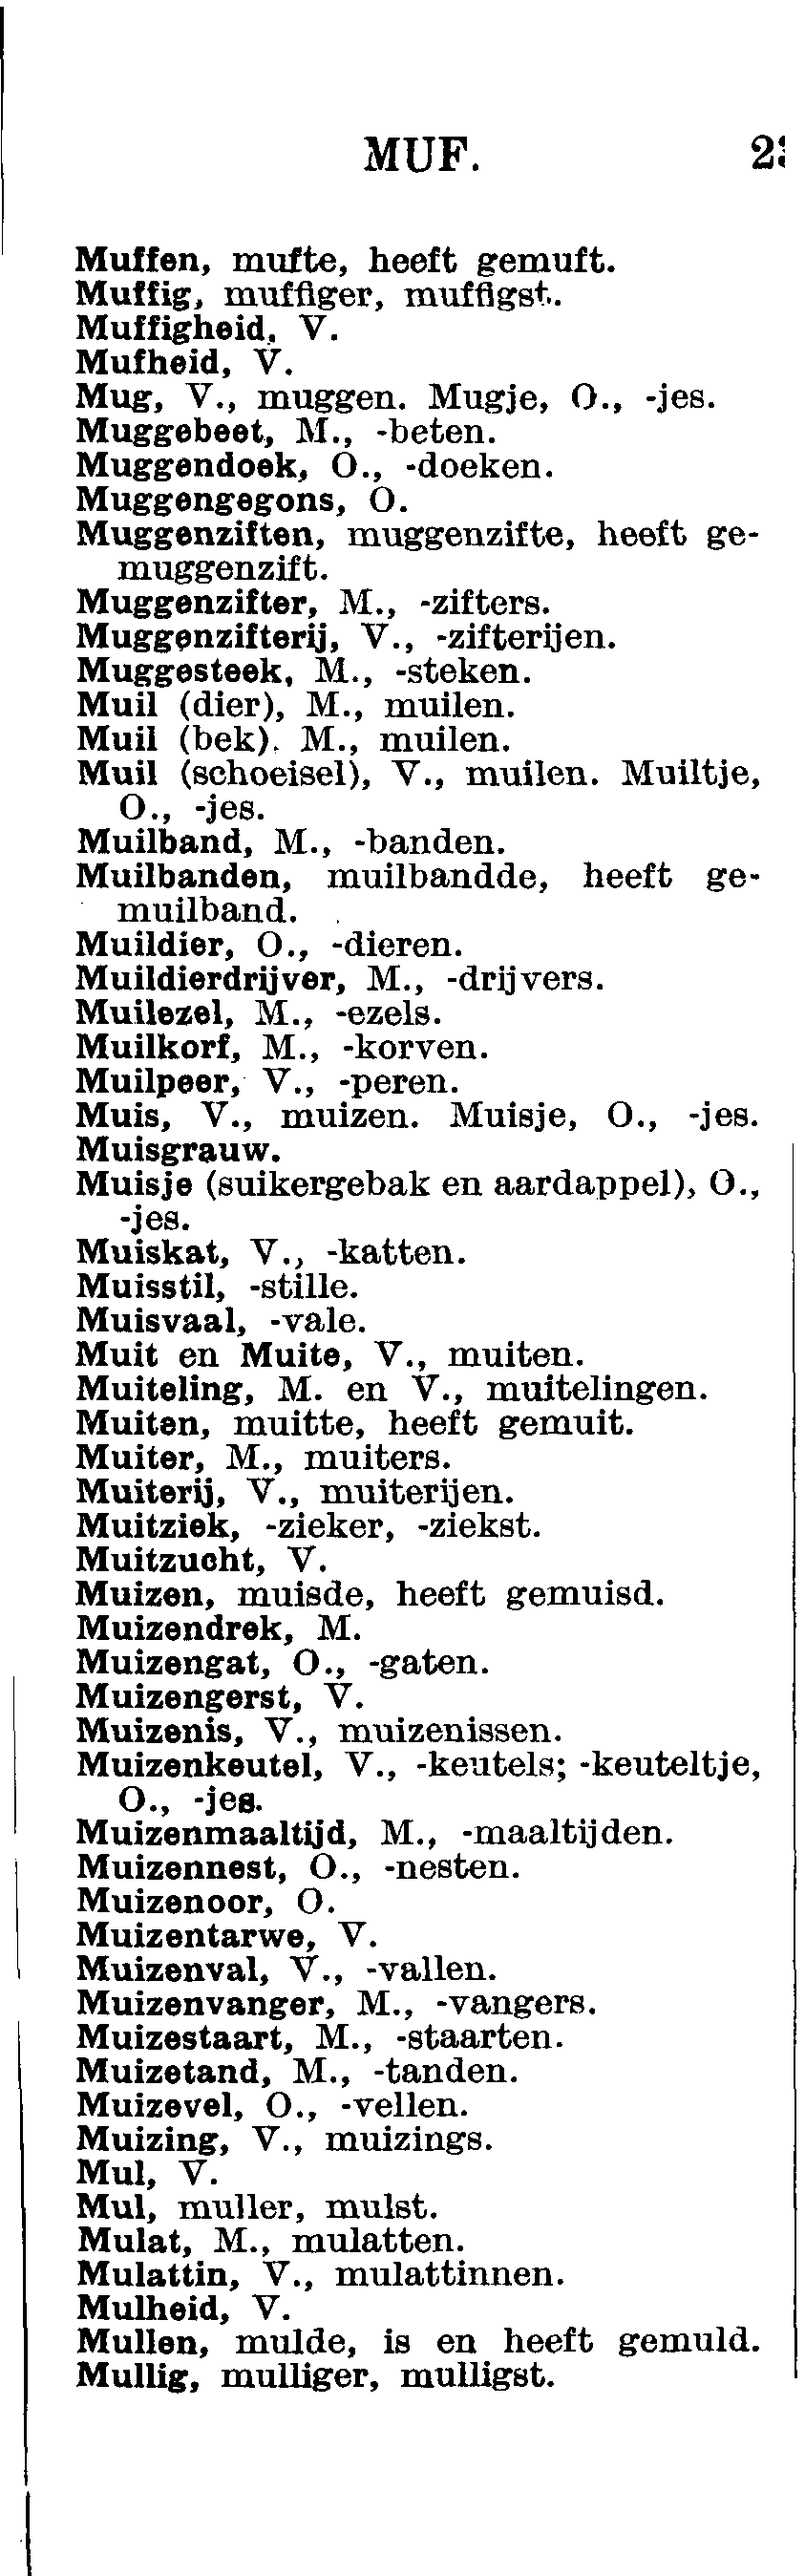 MUF.
Muffen, mufte, heeft gemuft.
Muffig, muffiger, muffigst.
Muffigheid, V.
Mufheid, V.
Mug, V., muggen. Mugje, O., -jes.
Muggebeet, M., -beten.
Muggendoek, O., -doeken.
Muggengegons, O.
Muggenziften, muggenzifte, heeft ge-
muggenzift.
Muggenzifter, M., -zifters.
Muggenzifterij, V., -zifterijen.
Muggesteek, M., -steken.
Muil (dier), M., muilen.
Muil (bek), M., muilen.
Muil (schoeisel), V., muilen. Muiltje,
O., -jes.
Muilband, M., -banden.
Muilbanden, muilbandde, heeft ge-
muilband.
Muildier, O., -dieren.
Muildierdrijver, M., -drijvers.
Muilezel, M., -ezels.
Muilkorf, M., -korven.
Muilpeer, V., -peren.
Muis, V., muizen. Muisje, O., -jes.
Muisgrauw.
Muisje (suikergebak en aardappel), O.,
-jes.
Muiskat, V., -katten.
Muisstil, -stille.
Muisvaal, -vale.
Muit en Muite, V., muiten.
Muiteling, M. en V., muitelingen.
Muiten, muitte, heeft gemuit.
Muiter, M., muiters.
Muiterij, V., muiterijen.
Muitziek, -zieker, -ziekst.
Muitzucht, V.
Muizen, muisde, heeft gemuisd.
Muizendrek, M.
Muizengat, O., -gaten.
Muizengerst, V.
Muizenis, V., muizenissen.
Muizenkeutel, V., -keutels; -keuteltje,
O., -jes.
Muizenmaaltijd, M., -maaltijden.
Muizennest, O., -nesten.
Muizenoor, O.
Muizentarwe, V.
Muizenval, V., -vallen.
Muizenvanger, M., -vangers.
Muizestaart, M., -staarten.
Muizetand, M., -tanden.
Muizevel, O., -vellen.
Muizing, V., muizings.
Mul, V.
Mul, muller, mulst.
Mulat, M., mulatten.
Mulattin, V., mulattinnen.
Mulheid, V.
Mullen, mulde, is en heeft gemuld.
Mullig, mulliger, mulligst.